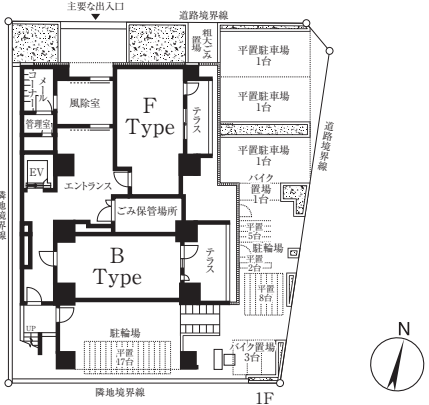 主要な出入口
道路境界線
粗大ごみ
置場
平置駐車場
1台
メール
コーナー
風除室
F
Type
テラス
平置駐車場
1台
管理室
道路境界線
平置駐車場
1台
EV
エントランス
バイク
置場
1台
ごみ保管場所
隣地境界線
平置
5台
駐輪場
B
Type
テラス
平置
2台
平置
8台
UP
駐輪場
平置
17台
バイク置場
3台
隣地境界線
1F
N